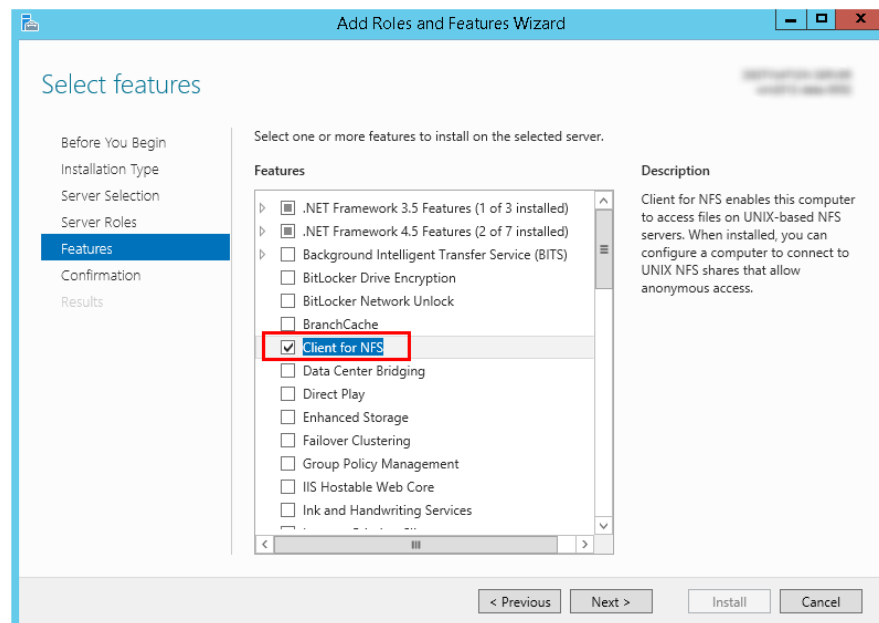 Add Roles and Features Wizard
Select features
Before You Begin
Installation Type
Server Selection
Server Roles
Features
Confirmation
Results
Select one or more features to install on the selected server.
Features
.NET Framework 3.5 Features (1 of 3 installed)
.NET Framework 4.5 Features (2 of 7 installed)
Background Intelligent Transfer Service (BITS)
BitLocker Drive Encryption
BitLocker Network Unlock
BranchCache
Client for NFS
Data Center Bridging
Direct Play
Enhanced Storage
Failover Clustering
Group Policy Management
IIS Hostable Web Core
Ink and Handwriting Services
Description
Client for NFS enables this computer
to access files on UNIX-based NFS
servers. When installed, you can
configure a computer to connect to
UNIX NFS shares that allow
anonymous access.
< Previous
Next >
Install
Cancel